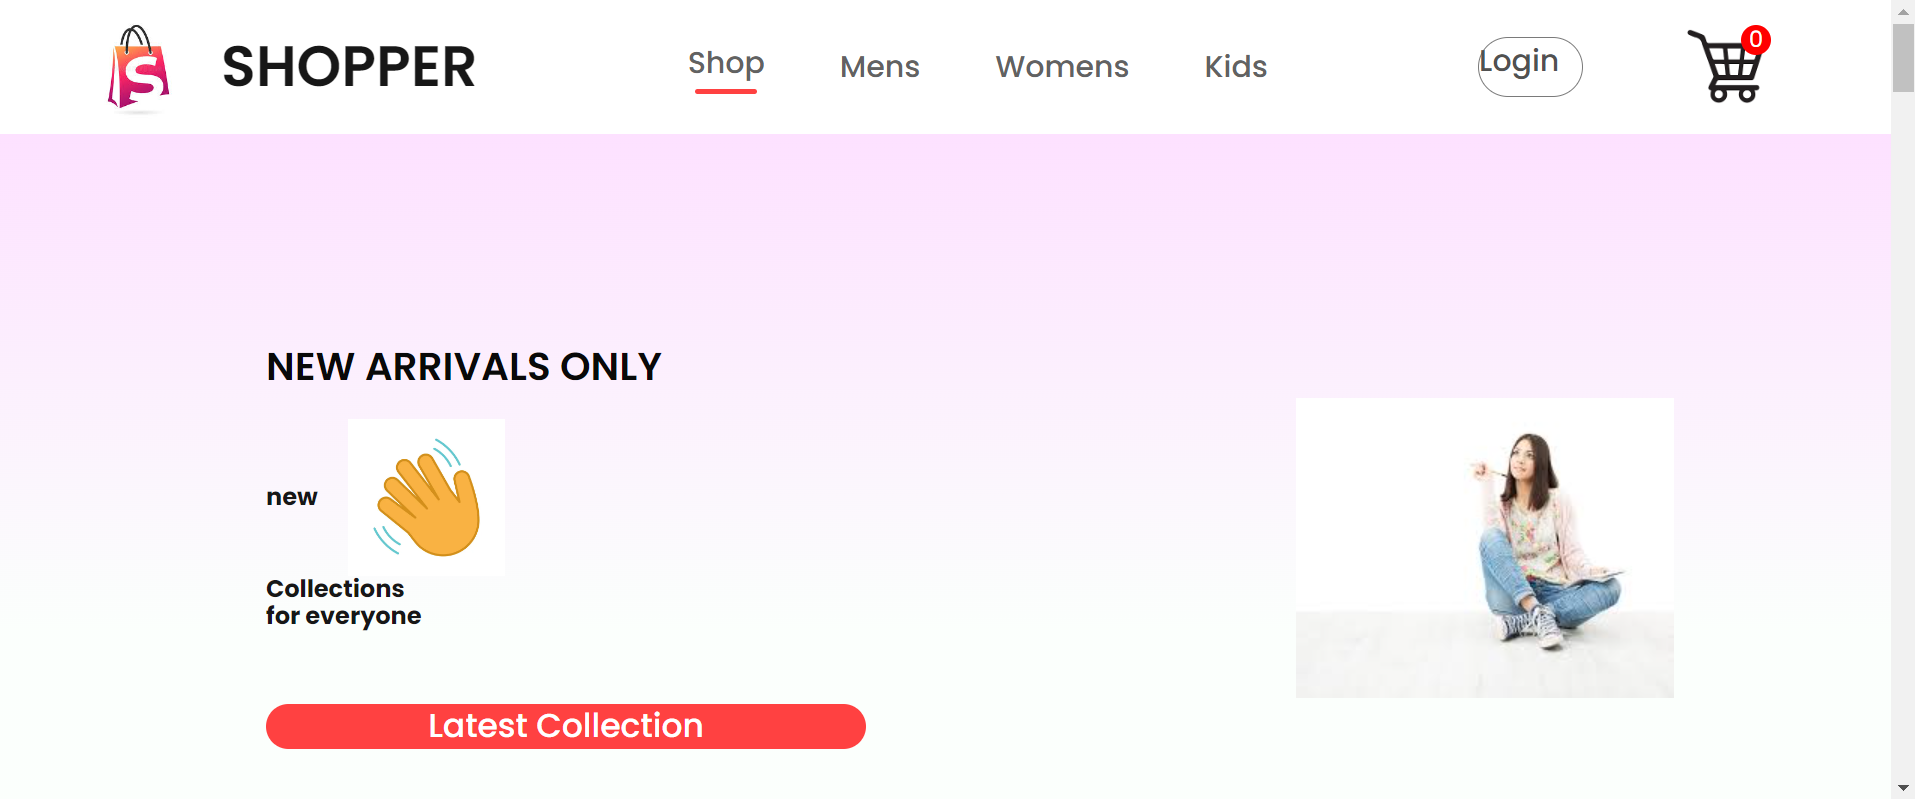 S
SHOPPER
Shop
Mens
Womens
Kids
Login
0
NEW ARRIVALS ONLY
new
Collections
for everyone
Latest Collection